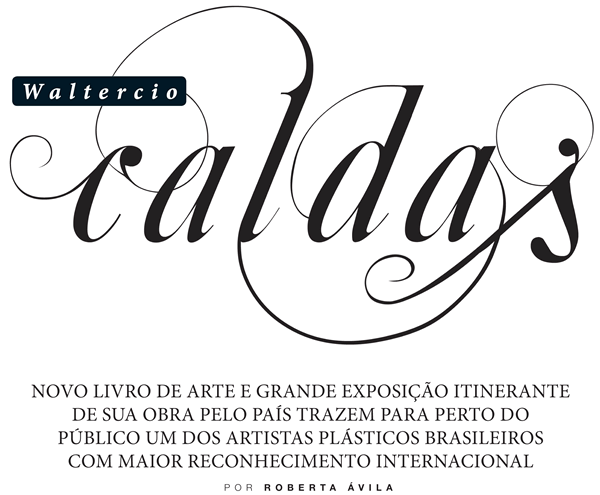 Waltercio
caldas
NOVO LIVRO DE ARTE E GRANDE EXPOSIÇÃO ITINERANTE
DE SUA OBRA PELO PAÍS TRAZEM PARA PERTO DO
PÚBLICO UM DOS ARTISTAS PLÁSTICOS BRASILEIROS
COM MAIOR RECONHECIMENTO INTERNACIONAL
POR ROBERTA ÁVILA